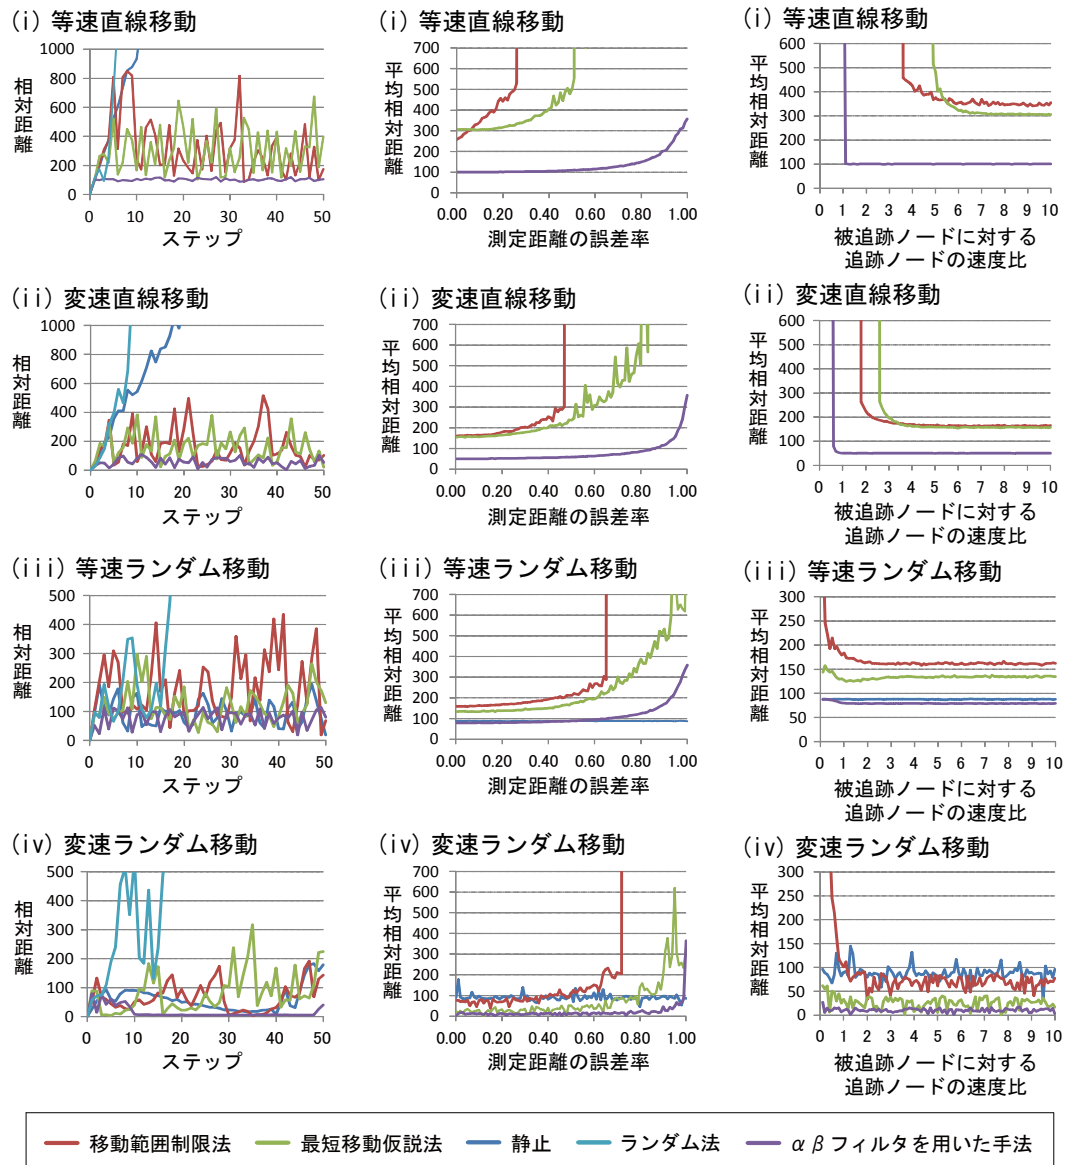 (i) 等速直線移動
相対距離
1000
800
600
400
200
0
0 10 20 30 40 50
ステップ
(i) 等速直線移動
平均相対距離
700
600
500
400
300
200
100
0
0.00 0.20 0.40 0.60 0.80 1.00
測定距離の誤差率
(i) 等速直線移動
平均相対距離
600
500
400
300
200
100
0
0 1 2 3 4 5 6 7 8 9 10
被追跡ノードに対する
追跡ノードの速度比
(ii) 変速直線移動
相対距離
1000
800
600
400
200
0
0 10 20 30 40 50
ステップ
(ii) 変速直線移動
平均相対距離
700
600
500
400
300
200
100
0
0.00 0.20 0.40 0.60 0.80 1.00
測定距離の誤差率
(ii) 変速直線移動
平均相対距離
600
500
400
300
200
100
0
0 1 2 3 4 5 6 7 8 9 10
被追跡ノードに対する
追跡ノードの速度比
(iii) 等速ランダム移動
相対距離
500
400
300
200
100
0
0 10 20 30 40 50
ステップ
(iii) 等速ランダム移動
平均相対距離
700
600
500
400
300
200
100
0
0.00 0.20 0.40 0.60 0.80 1.00
測定距離の誤差率
(iii) 等速ランダム移動
平均相対距離
300
250
200
150
100
50
0
0 1 2 3 4 5 6 7 8 9 10
被追跡ノードに対する
追跡ノードの速度比
(iv) 変速ランダム移動
相対距離
500
400
300
200
100
0
0 10 20 30 40 50
ステップ
(iv) 変速ランダム移動
平均相対距離
700
600
500
400
300
200
100
0
0.00 0.20 0.40 0.60 0.80 1.00
測定距離の誤差率
(iv) 変速ランダム移動
平均相対距離
300
250
200
150
100
50
0
0 1 2 3 4 5 6 7 8 9 10
被追跡ノードに対する
追跡ノードの速度比
移動範囲制限法 最短移動仮説法 静止 ランダム法 αβフィルタを用いた手法